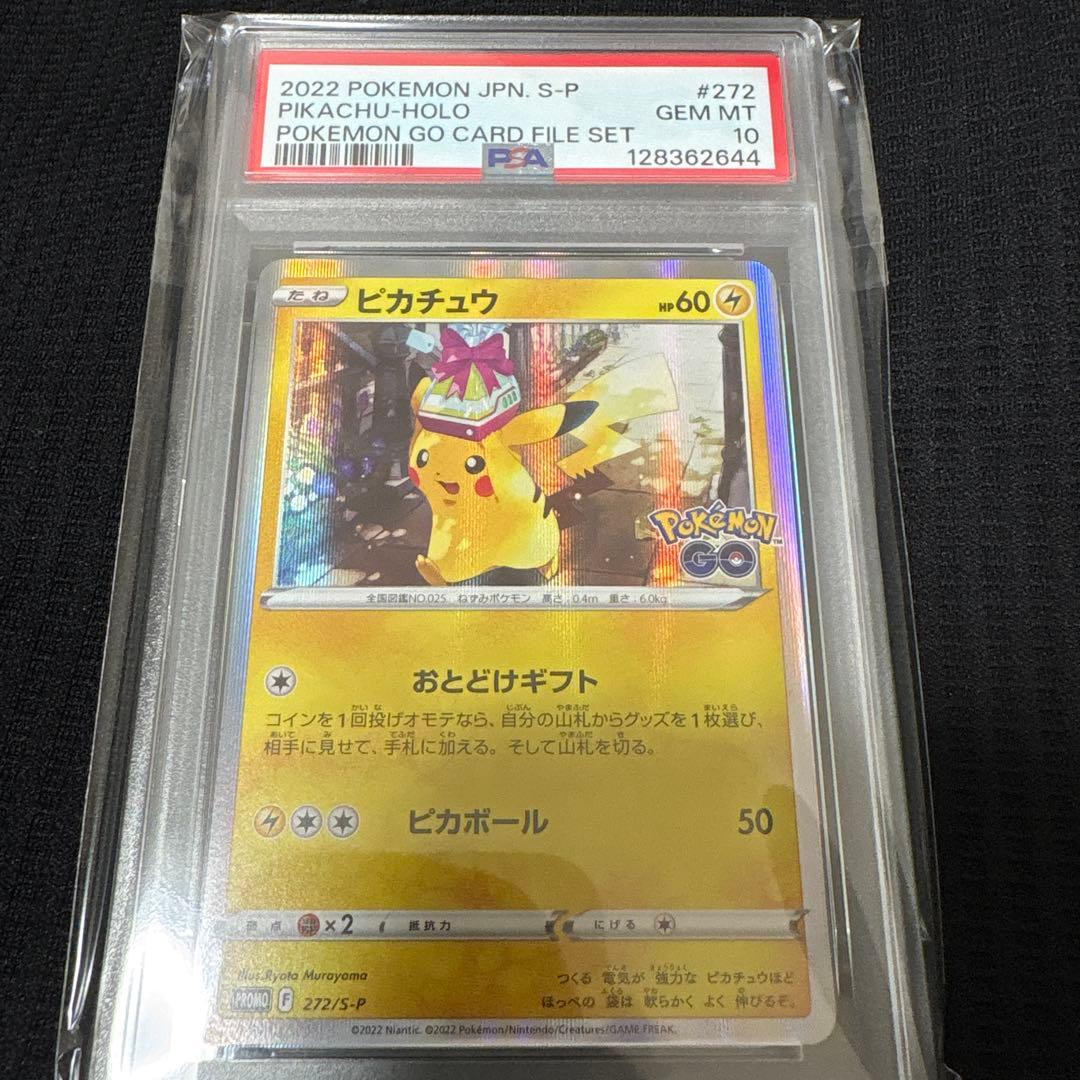 2022 POKEMON JPN. S-P #272
PIKACHU-HOLO GEM MT
POKEMON GO CARD FILE SET 10
PSA 128362644
たね ピカチュウ HP60
Pokémon GO™
全国図鑑NO.025 ねずみポケモン 高さ:0.4m 重さ:6.0kg
おとどけギフト
コインを1回投げオモテなら、自分の山札からグッズを1枚選び、
相手に見せて、手札に加える。そして山札を切る。
ピカボール 50
弱点 ×2 抵抗力 にげる
Illus. Ryota Murayama
つくる 電気が 強力な ピカチュウほど
ほっぺの 袋は 軟らかく よく 伸びるぞ。
PROMO F 272/S-P
©2022 Niantic. ©2022 Pokémon/Nintendo/Creatures/GAME FREAK.